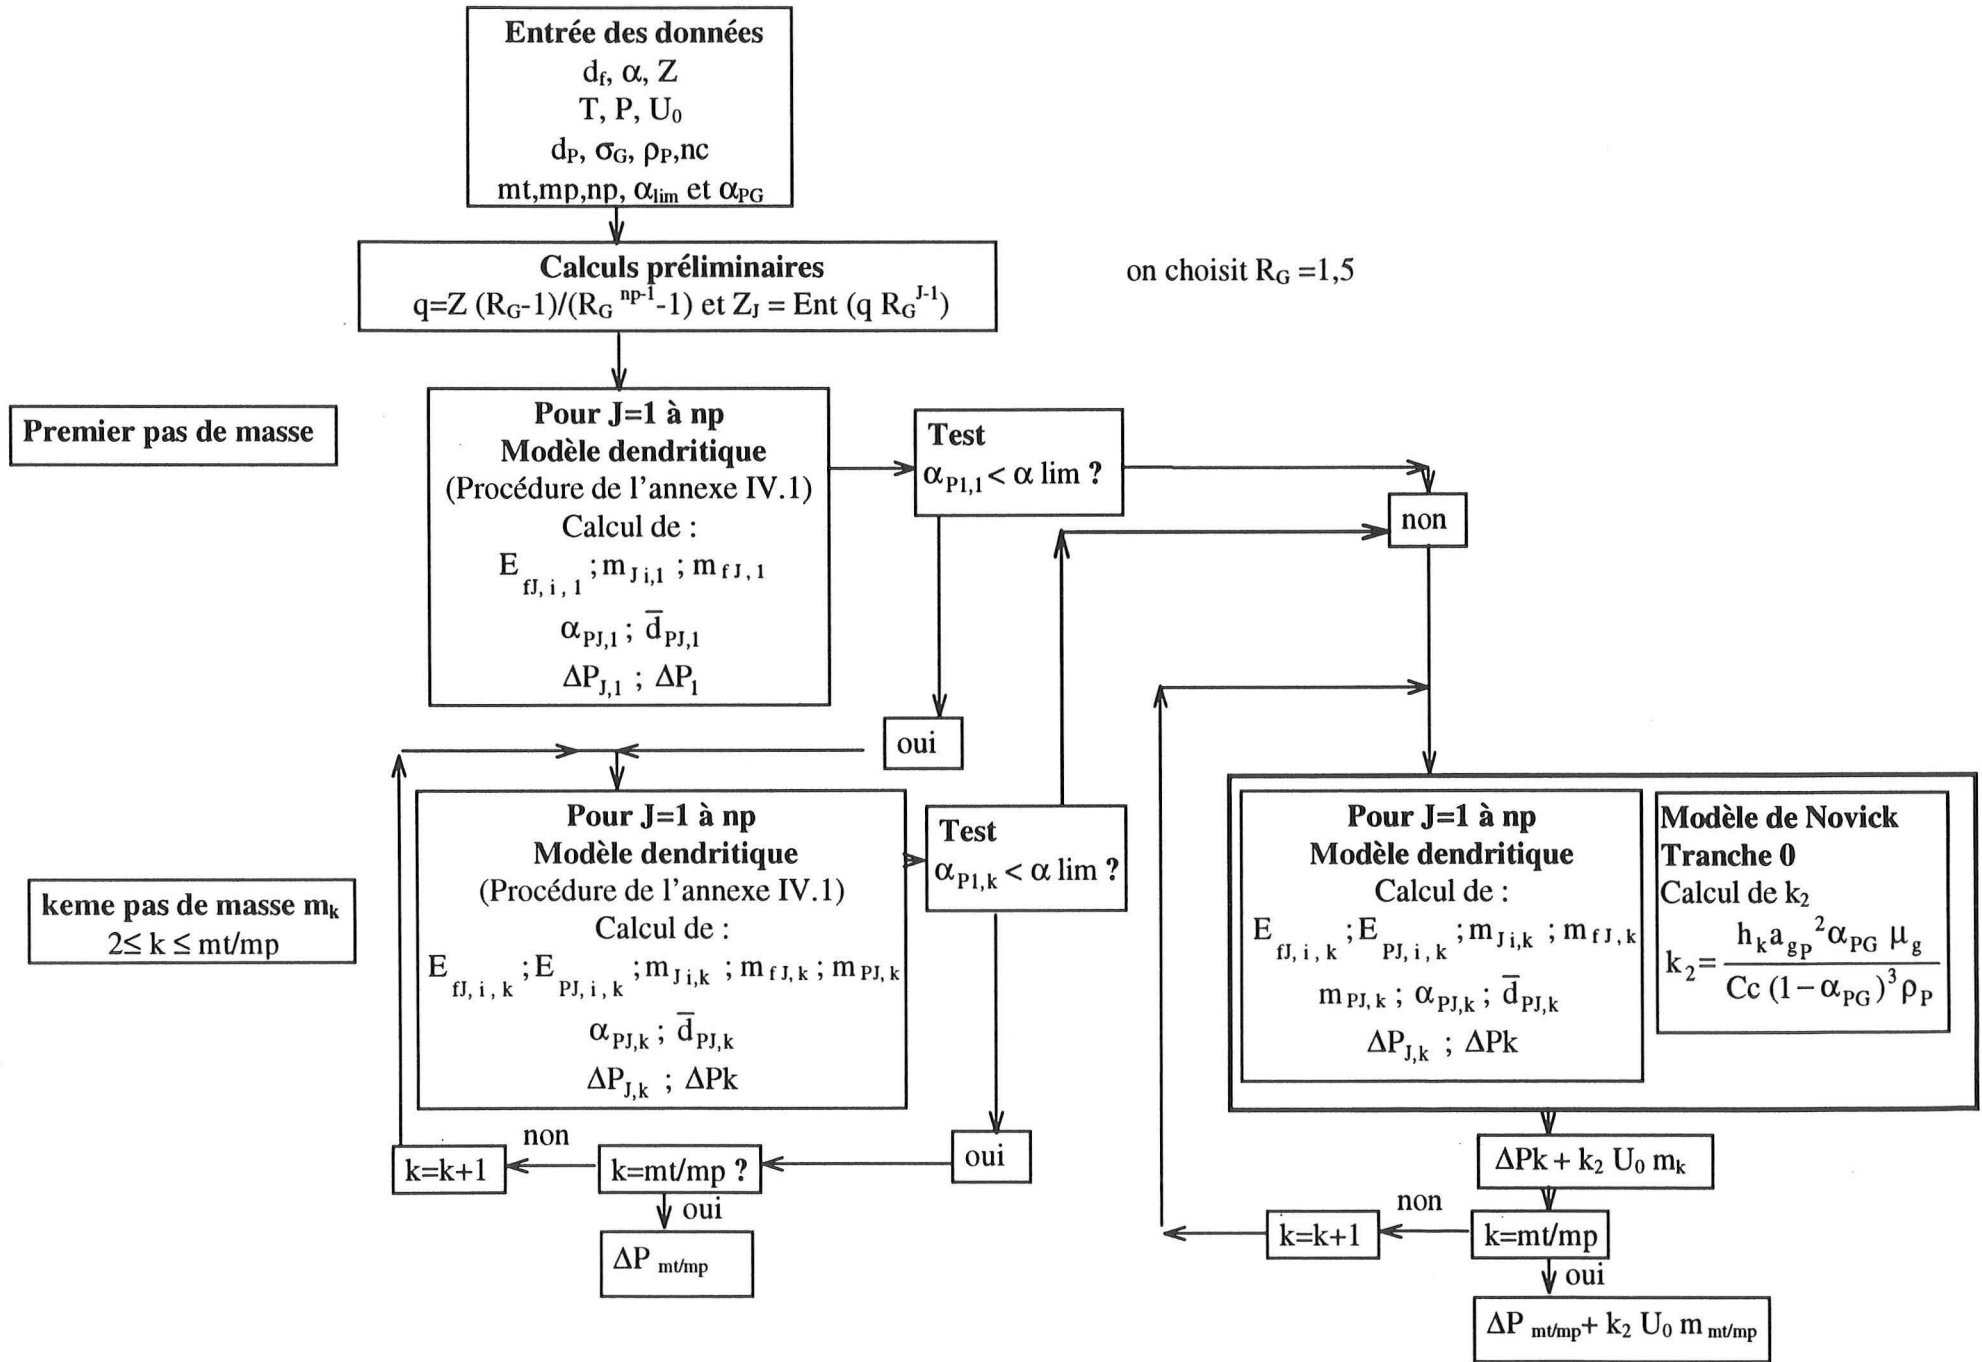 Entrée des données
d_f, α, Z
T, P, U_0
d_P, σ_G, ρ_P,nc
mt,mp,np, α_lim et α_PG
Calculs préliminaires
q=Z (R_G-1)/(R_G^np-1-1) et Z_J = Ent (q R_G^J-1)
on choisit R_G =1,5
Premier pas de masse
Pour J=1 à np
Modèle dendritique
(Procédure de l'annexe IV.1)
Calcul de :
E_fJ, i, 1 ; m_J i,1 ; m_fJ, 1
α_PJ,1 ; d̅_PJ,1
ΔP_J,1 ; ΔP_1
Test
α_P1,1 < α lim ?
non
oui
keme pas de masse m_k
2≤ k ≤ mt/mp
Pour J=1 à np
Modèle dendritique
(Procédure de l'annexe IV.1)
Calcul de :
E_fJ, i, k ; E_PJ, i, k ; m_J i,k ; m_fJ, k ; m_PJ, k
α_PJ,k ; d̅_PJ,k
ΔP_J,k ; ΔPk
Test
α_P1,k < α lim ?
oui
k=mt/mp ?
non
k=k+1
oui
ΔP mt/mp
Pour J=1 à np
Modèle dendritique
Calcul de :
E_fJ, i, k ; E_PJ, i, k ; m_J i,k ; m_fJ, k
m_PJ, k ; α_PJ,k ; d̅_PJ,k
ΔP_J,k ; ΔPk
Modèle de Novick
Tranche 0
Calcul de k_2
k_2 = h_k a_gP^2 α_PG μ_g / Cc (1−α_PG)^3 ρ_P
ΔPk + k_2 U_0 m_k
k=mt/mp
non
k=k+1
oui
ΔP mt/mp + k_2 U_0 m mt/mp